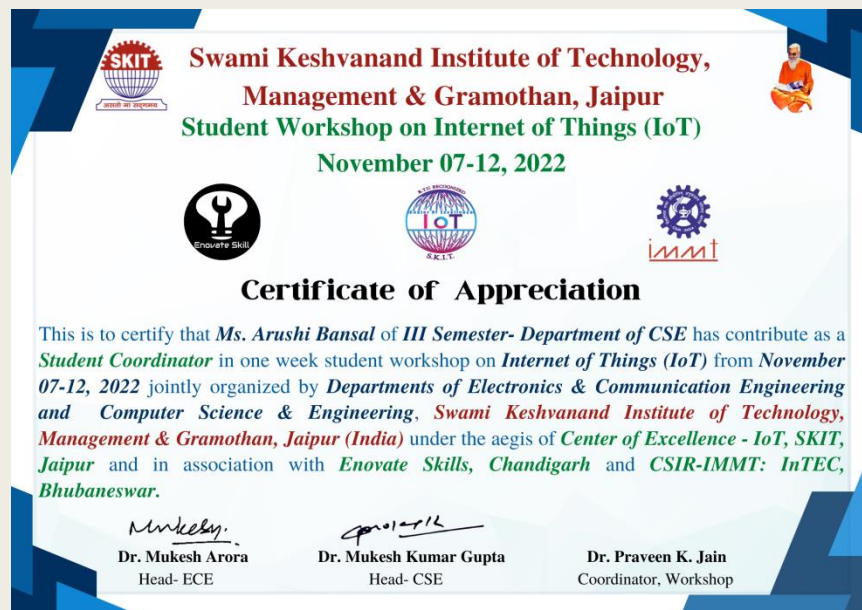 SKIT
असतो मा सद्गमय
Swami Keshvanand Institute of Technology,
Management & Gramothan, Jaipur
Student Workshop on Internet of Things (IoT)
November 07-12, 2022
Enovate Skill
R.T.U RECOGNIZED
IoT
S.K.I.T.
immt
Certificate of Appreciation
This is to certify that Ms. Arushi Bansal of III Semester- Department of CSE has contribute as a
Student Coordinator in one week student workshop on Internet of Things (IoT) from November
07-12, 2022 jointly organized by Departments of Electronics & Communication Engineering
and Computer Science & Engineering, Swami Keshvanand Institute of Technology,
Management & Gramothan, Jaipur (India) under the aegis of Center of Excellence - IoT, SKIT,
Jaipur and in association with Enovate Skills, Chandigarh and CSIR-IMMT: InTEC,
Bhubaneswar.
Mukesh
Dr. Mukesh Arora Dr. Mukesh Kumar Gupta Dr. Praveen K. Jain
Head- ECE Head- CSE Coordinator, Workshop